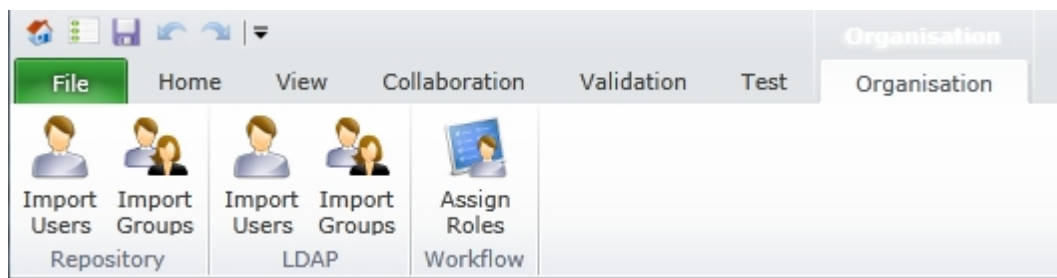 Organisation
File Home View Collaboration Validation Test Organisation
Import Users Import Groups Import Users Import Groups Assign Roles
Repository LDAP Workflow